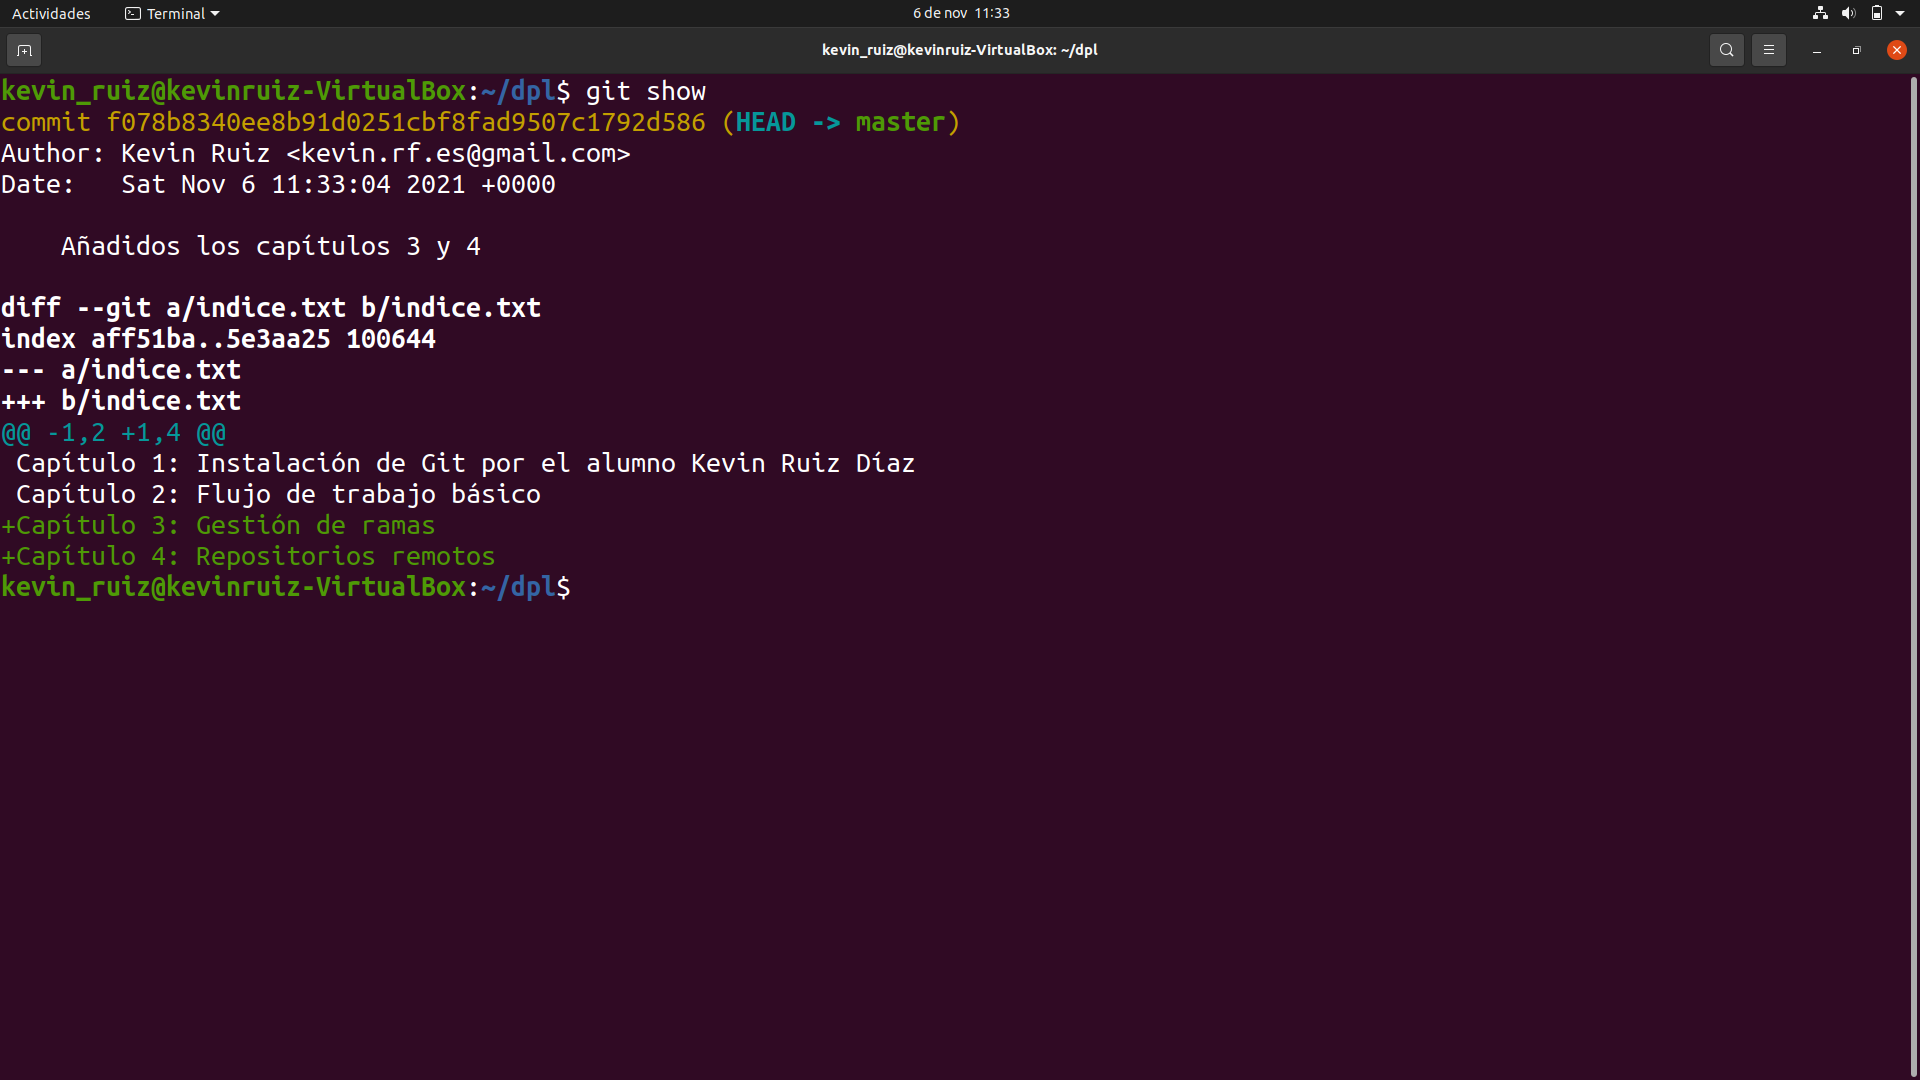 Actividades Terminal 6 de nov 11:33
kevin_ruiz@kevinruiz-VirtualBox: ~/dpl
kevin_ruiz@kevinruiz-VirtualBox:~/dpl$ git show
commit f078b8340ee8b91d0251cbf8fad9507c1792d586 (HEAD -> master)
Author: Kevin Ruiz <kevin.rf.es@gmail.com>
Date:   Sat Nov 6 11:33:04 2021 +0000
    Añadidos los capítulos 3 y 4
diff --git a/indice.txt b/indice.txt
index aff51ba..5e3aa25 100644
--- a/indice.txt
+++ b/indice.txt
@@ -1,2 +1,4 @@
 Capítulo 1: Instalación de Git por el alumno Kevin Ruiz Díaz
 Capítulo 2: Flujo de trabajo básico
+Capítulo 3: Gestión de ramas
+Capítulo 4: Repositorios remotos
kevin_ruiz@kevinruiz-VirtualBox:~/dpl$